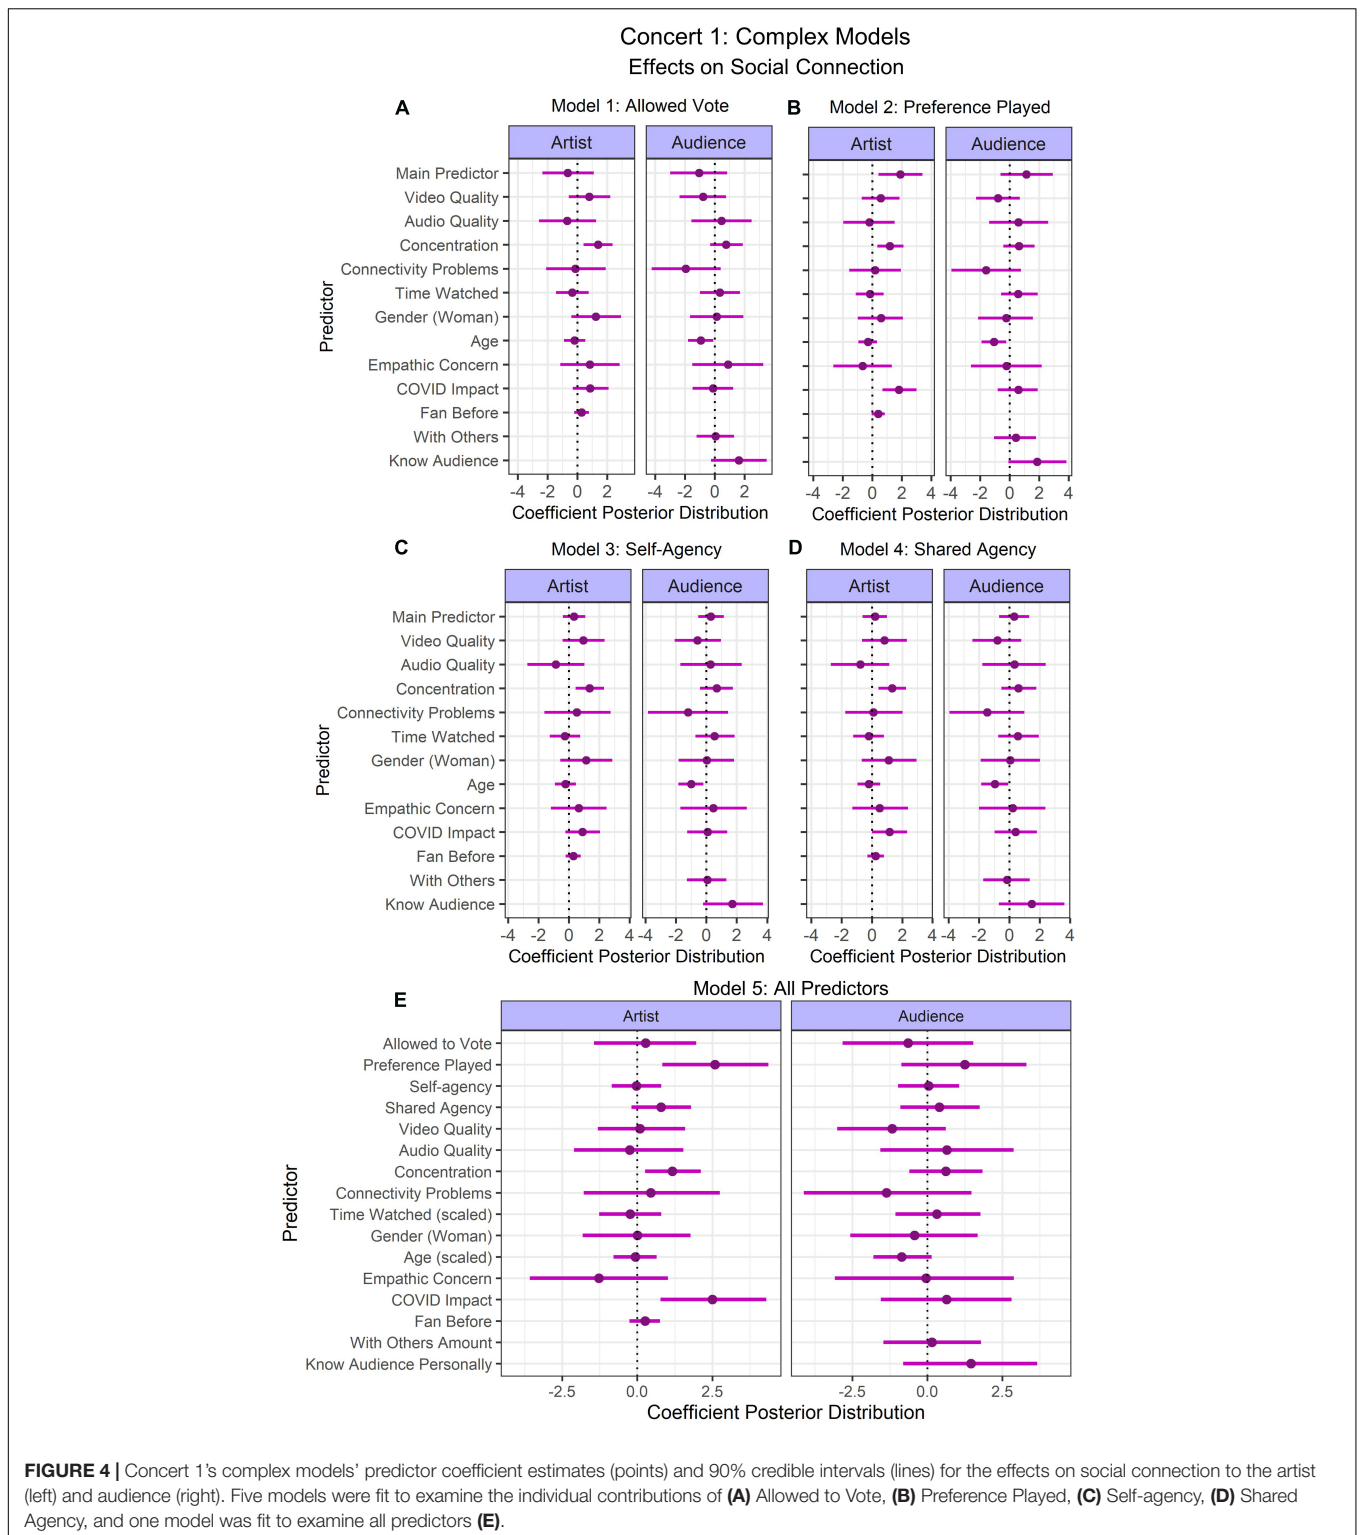 Concert 1: Complex Models
Effects on Social Connection
A Model 1: Allowed Vote
Artist Audience
Main Predictor
Video Quality
Audio Quality
Concentration
Connectivity Problems
Time Watched
Gender (Woman)
Age
Empathic Concern
COVID Impact
Fan Before
With Others
Know Audience
Predictor
-4 -2 0 2 -4 -2 0 2
Coefficient Posterior Distribution
B Model 2: Preference Played
Artist Audience
-4 -2 0 2 4 -4 -2 0 2 4
Coefficient Posterior Distribution
C Model 3: Self-Agency
Artist Audience
Main Predictor
Video Quality
Audio Quality
Concentration
Connectivity Problems
Time Watched
Gender (Woman)
Age
Empathic Concern
COVID Impact
Fan Before
With Others
Know Audience
Predictor
-4 -2 0 2 4 -4 -2 0 2 4
Coefficient Posterior Distribution
D Model 4: Shared Agency
Artist Audience
-4 -2 0 2 4 -4 -2 0 2 4
Coefficient Posterior Distribution
E Model 5: All Predictors
Artist Audience
Allowed to Vote
Preference Played
Self-agency
Shared Agency
Video Quality
Audio Quality
Concentration
Connectivity Problems
Time Watched (scaled)
Gender (Woman)
Age (scaled)
Empathic Concern
COVID Impact
Fan Before
With Others Amount
Know Audience Personally
Predictor
-2.5 0.0 2.5 -2.5 0.0 2.5
Coefficient Posterior Distribution
FIGURE 4 | Concert 1's complex models' predictor coefficient estimates (points) and 90% credible intervals (lines) for the effects on social connection to the artist
(left) and audience (right). Five models were fit to examine the individual contributions of (A) Allowed to Vote, (B) Preference Played, (C) Self-agency, (D) Shared
Agency, and one model was fit to examine all predictors (E).